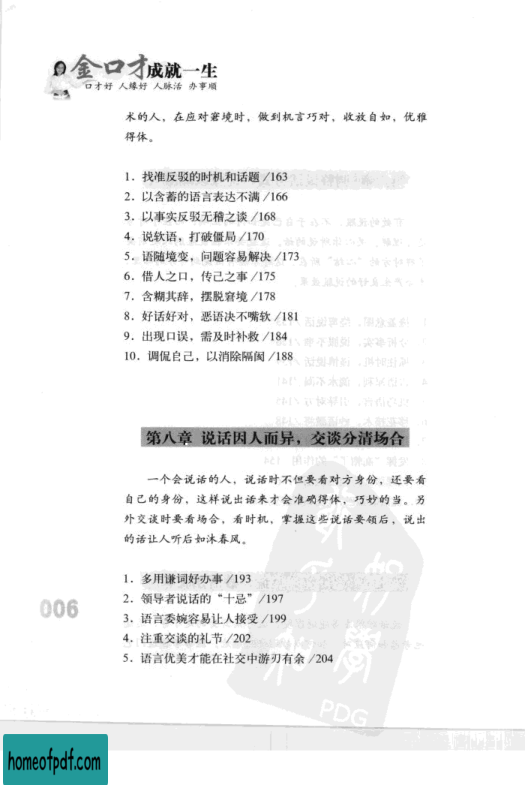 金口才成就一生
口才好 人缘好 人脉活 办事顺
术的人，在应对窘境时，做到机言巧对，收放自如，优雅
得体。
1．找准反驳的时机和话题 /163
2．以含蓄的语言表达不满 /166
3．以事实反驳无稽之谈 /168
4．说软语，打破僵局 /170
5．语随境变，问题容易解决 /173
6．借人之口，传己之事 /175
7．含糊其辞，摆脱窘境 /178
8．好话好对，恶语决不嘴软 /181
9．出现口误，需及时补救 /184
10．调侃自己，以消除隔阂 /188
第八章 说话因人而异，交谈分清场合
一个会说话的人，说话时不但要看对方身份，还要看
自己的身份，这样说出话来才会准确得体，巧妙的当。另
外交谈时要看场合，看时机，掌握这些说话要领后，说出
的话让人听后如沐春风。
1．多用谦词好办事 /193
2．领导者说话的“十忌” /197
3．语言委婉容易让人接受 /199
006
4．注重交谈的礼节 /202
5．语言优美才能在社交中游刃有余 /204
PDG
homeofpdf.com